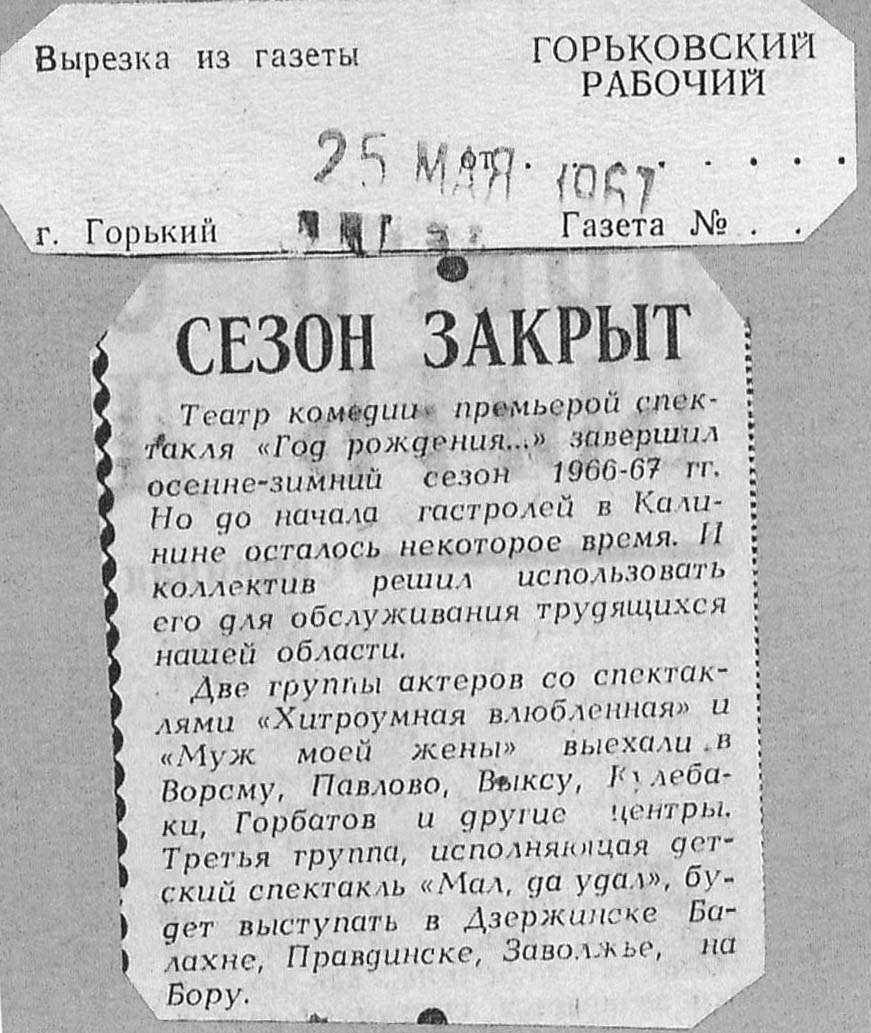 Вырезка из газеты
ГОРЬКОВСКИЙ
РАБОЧИЙ
25 МАЯ 1967
от . . . . .
г. Горький
Газета № . .
СЕЗОН ЗАКРЫТ
Театр комедии премьерой спек-
такля «Год рождения...» завершил
осенне-зимний сезон 1966-67 гг.
Но до начала гастролей в Кали-
нине осталось некоторое время. И
коллектив решил использовать
его для обслуживания трудящихся
нашей области.
Две группы актеров со спектак-
лями «Хитроумная влюбленная» и
«Муж моей жены» выехали в
Ворсму, Павлово, Выксу, Кулеба-
ки, Горбатов и другие центры.
Третья группа, исполняющая дет-
ский спектакль «Мал, да удал», бу-
дет выступать в Дзержинске Ба-
лахне, Правдинске, Заволжье, на
Бору.